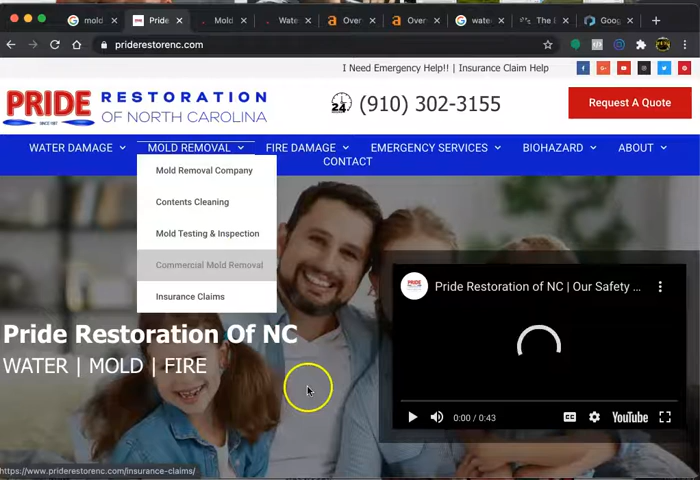 mold
Pride
Mold
Wate
Over
Over
wate
The I
Goog
priderestorenc.com
I Need Emergency Help!! | Insurance Claim Help
PRIDE
RESTORATION
OF NORTH CAROLINA
24
(910) 302-3155
Request A Quote
WATER DAMAGE
MOLD REMOVAL
FIRE DAMAGE
EMERGENCY SERVICES
BIOHAZARD
ABOUT
CONTACT
Mold Removal Company
Contents Cleaning
Mold Testing & Inspection
Commercial Mold Removal
Insurance Claims
Pride Restoration of NC | Our Safety ...
Pride Restoration Of NC
WATER | MOLD | FIRE
0:00 / 0:43
CC
YouTube
https://www.priderestorenc.com/insurance-claims/